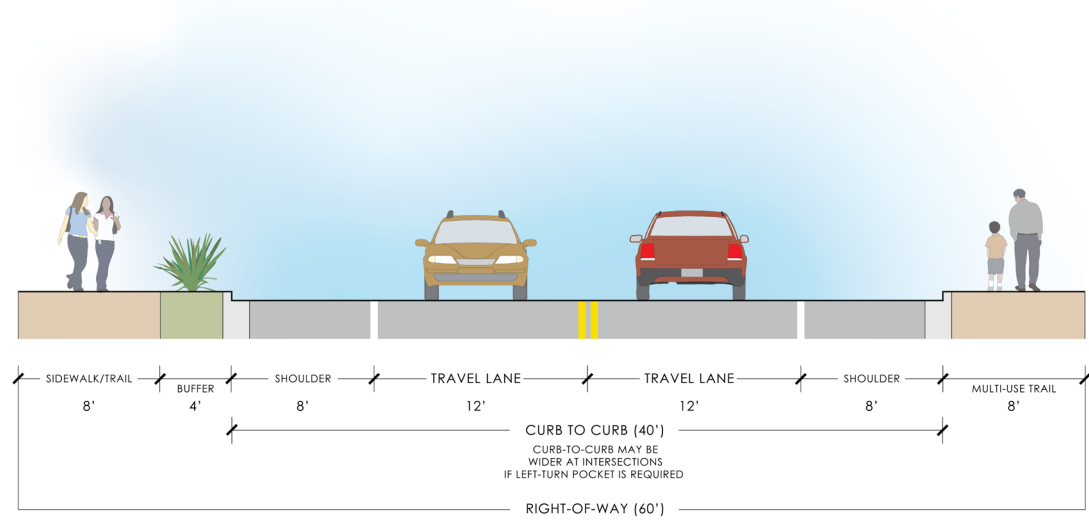 SIDEWALK/TRAIL
8'
BUFFER
4'
SHOULDER
8'
TRAVEL LANE
12'
TRAVEL LANE
12'
SHOULDER
8'
MULTI-USE TRAIL
8'
CURB TO CURB (40')
CURB-TO-CURB MAY BE
WIDER AT INTERSECTIONS
IF LEFT-TURN POCKET IS REQUIRED
RIGHT-OF-WAY (60')